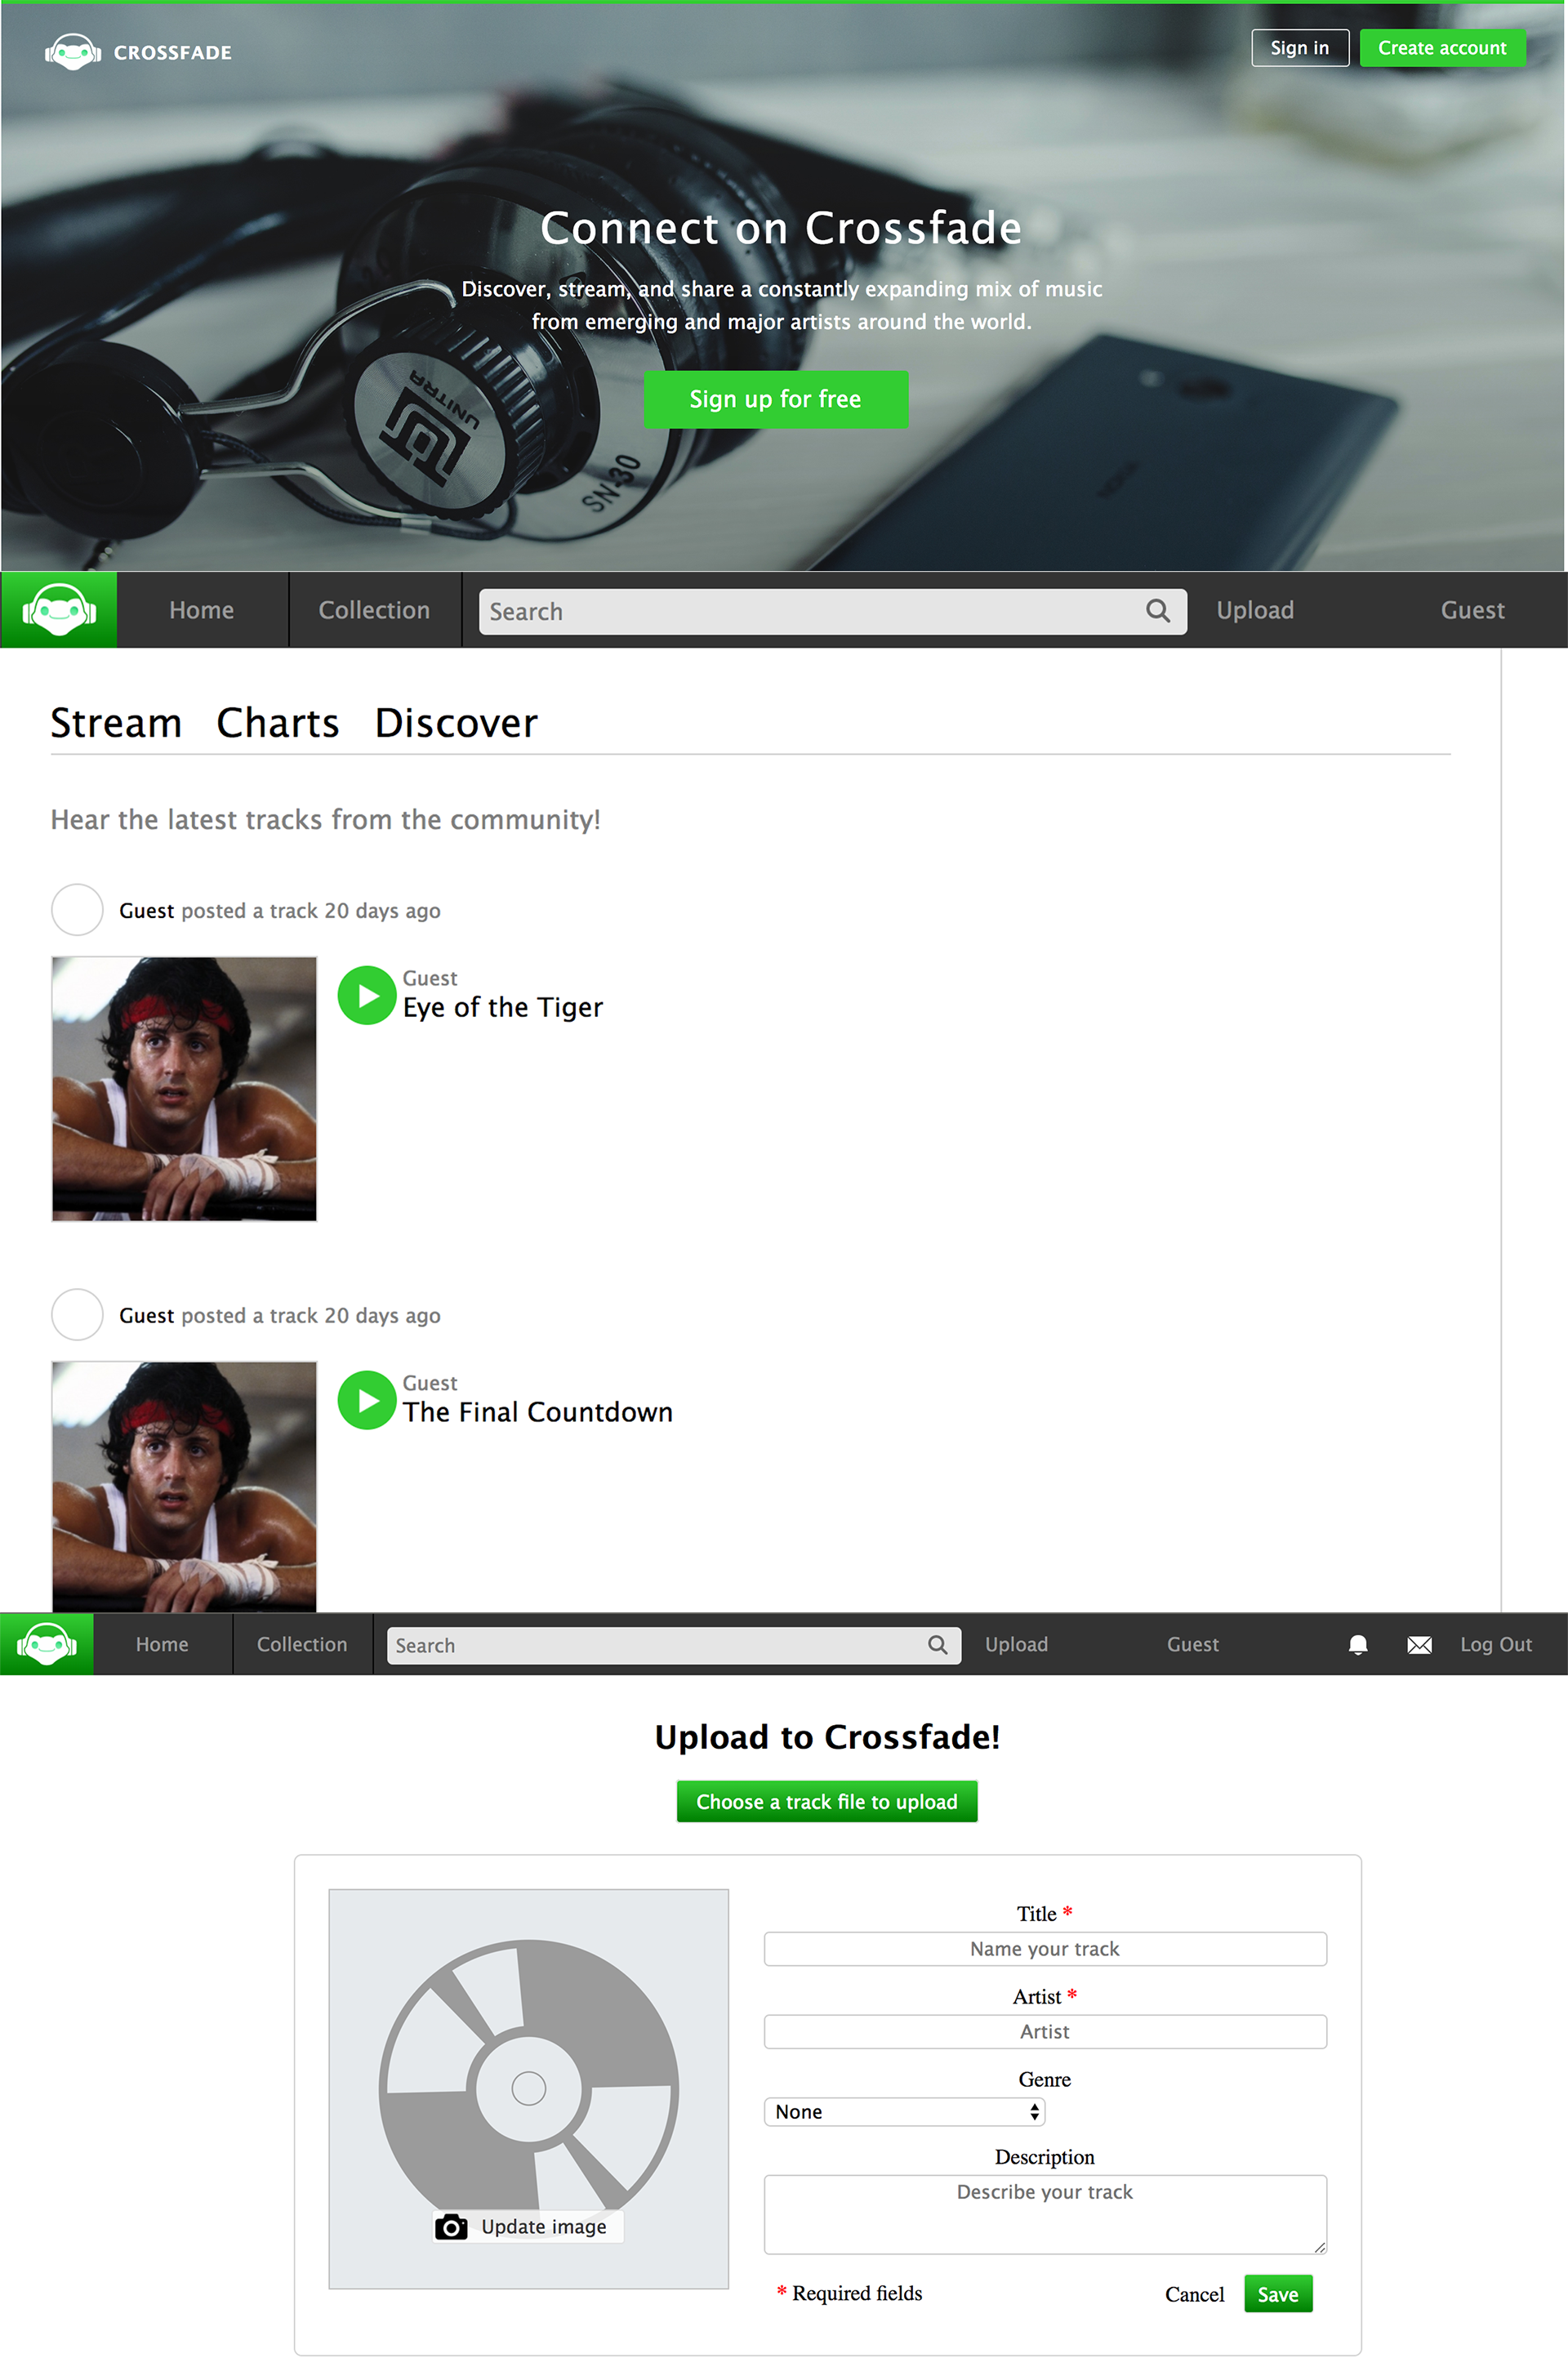 CROSSFADE
Sign in
Create account
Connect on Crossfade
Discover, stream, and share a constantly expanding mix of music
from emerging and major artists around the world.
Sign up for free
UNITRA
SN-30
NOKIA
Home
Collection
Search
Upload
Guest
Stream Charts Discover
Hear the latest tracks from the community!
Guest posted a track 20 days ago
Guest
Eye of the Tiger
Guest posted a track 20 days ago
Guest
The Final Countdown
Home
Collection
Search
Upload
Guest
Log Out
Upload to Crossfade!
Choose a track file to upload
Title *
Name your track
Artist *
Artist
Genre
None
Description
Describe your track
Update image
* Required fields
Cancel
Save